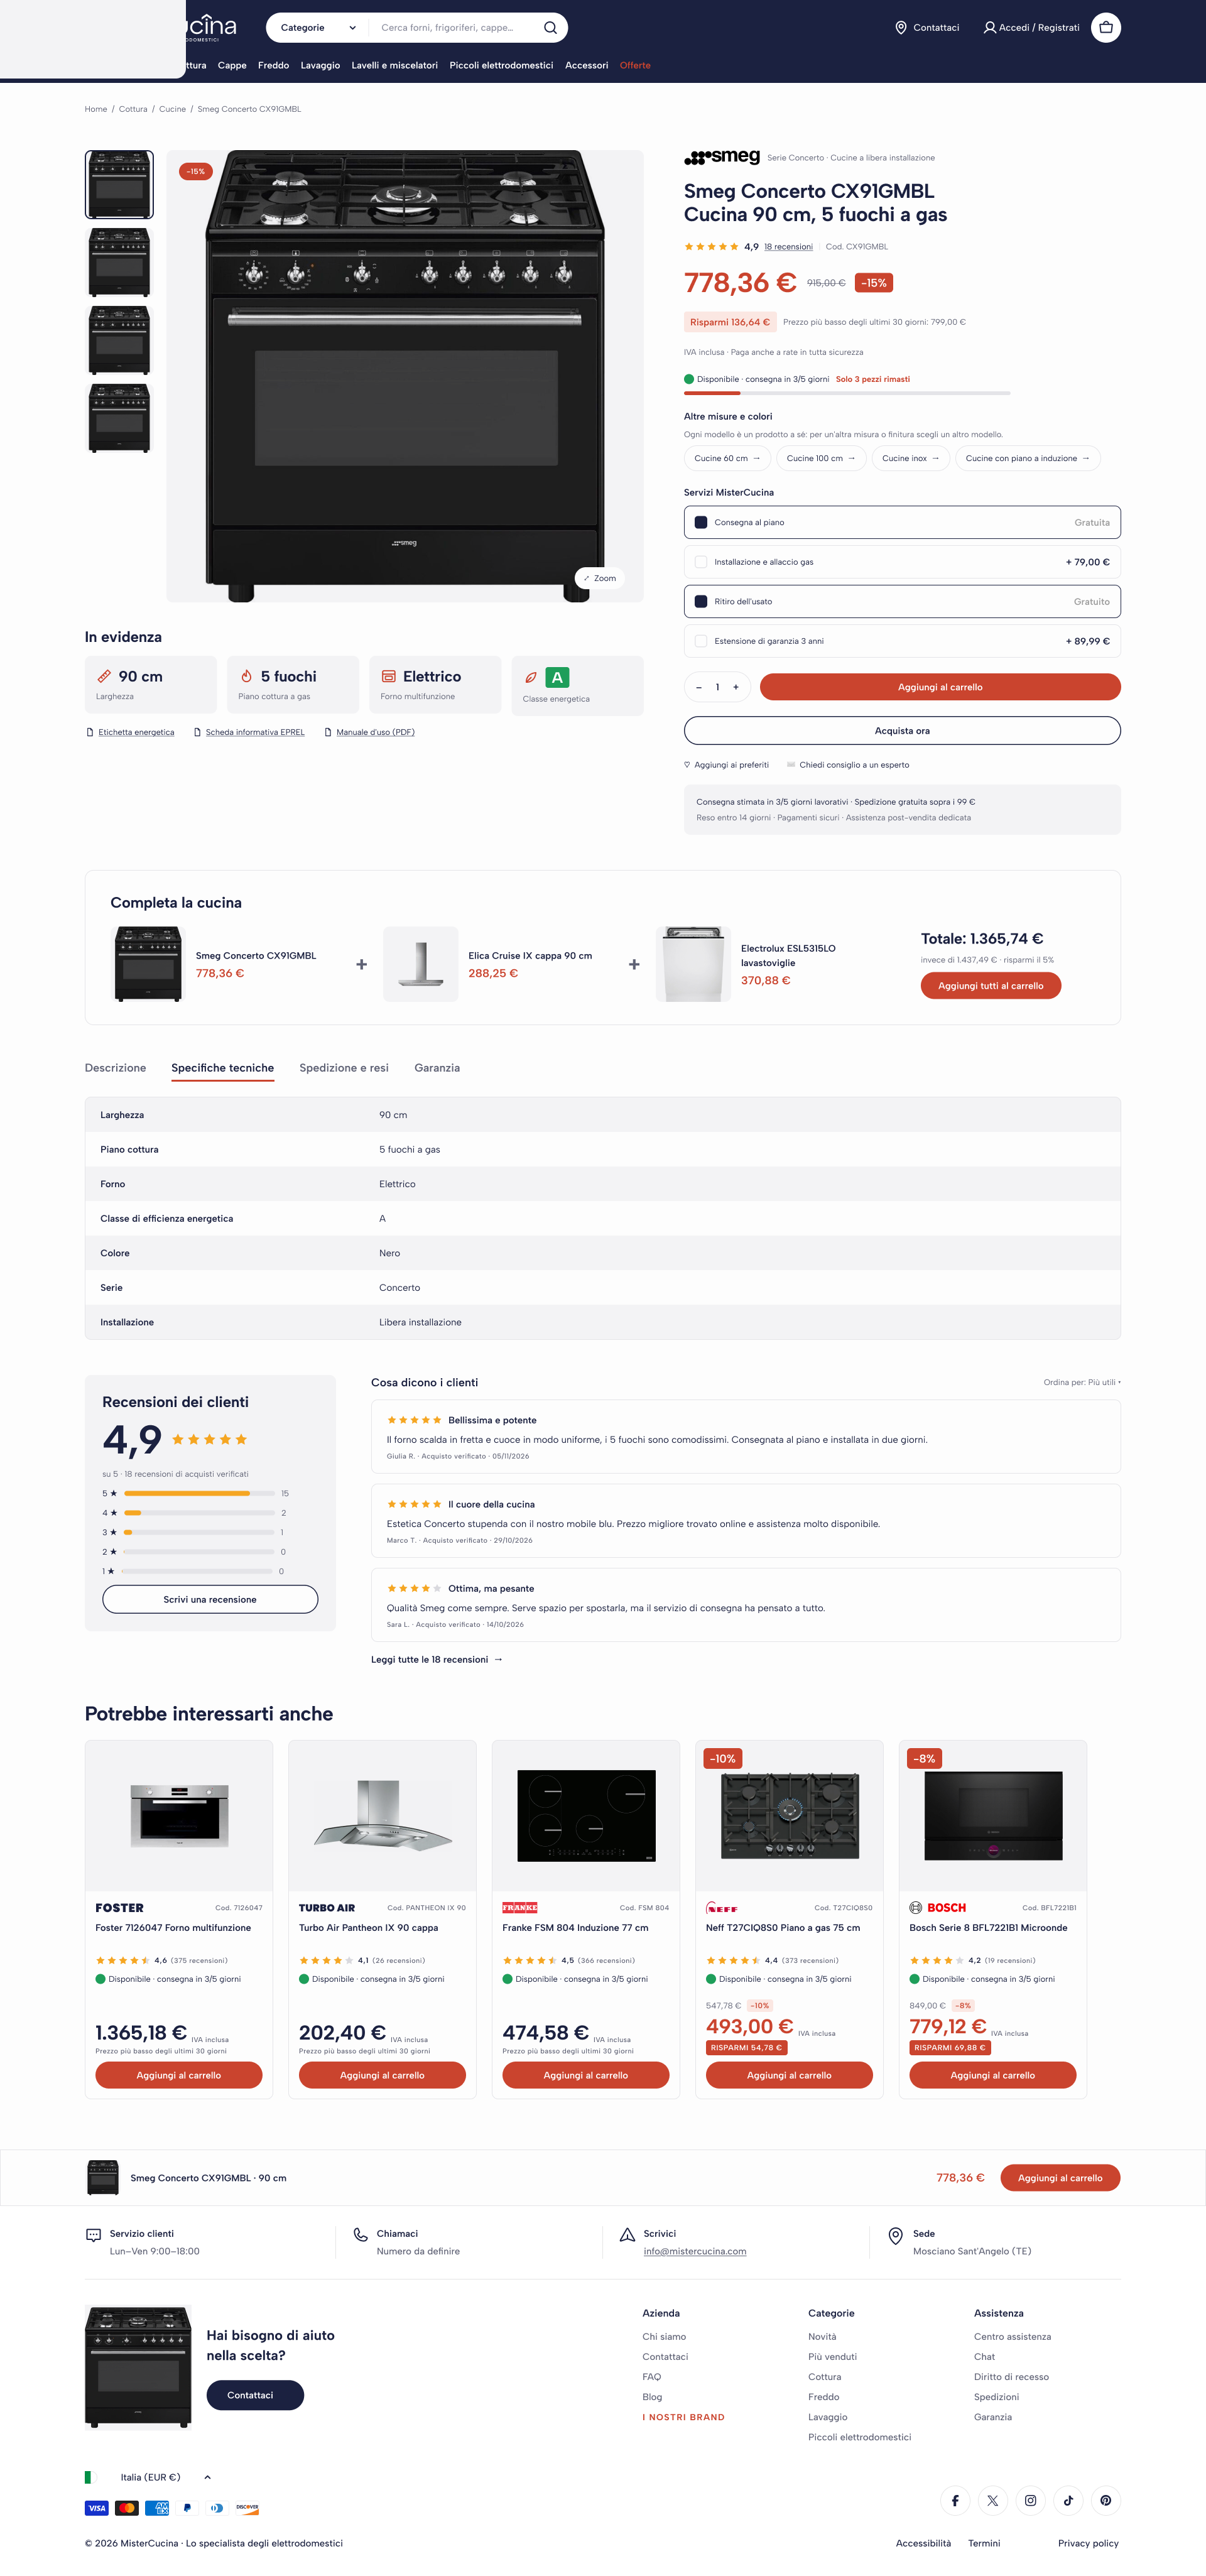 ucina
ODOMESTICI
Categorie
Cerca forni, frigoriferi, cappe...
Contattaci
Accedi / Registrati
ttura
Cappe
Freddo
Lavaggio
Lavelli e miscelatori
Piccoli elettrodomestici
Accessori
Offerte
Home / Cottura / Cucine / Smeg Concerto CX91GMBL
-15%
smeg
Zoom
smeg Serie Concerto · Cucine a libera installazione
Smeg Concerto CX91GMBL
Cucina 90 cm, 5 fuochi a gas
4,9 18 recensioni Cod. CX91GMBL
778,36 € 915,00 € -15%
Risparmi 136,64 € Prezzo più basso degli ultimi 30 giorni: 799,00 €
IVA inclusa · Paga anche a rate in tutta sicurezza
Disponibile · consegna in 3/5 giorni Solo 3 pezzi rimasti
Altre misure e colori
Ogni modello è un prodotto a sé: per un'altra misura o finitura scegli un altro modello.
Cucine 60 cm → Cucine 100 cm → Cucine inox → Cucine con piano a induzione →
Servizi MisterCucina
Consegna al piano Gratuita
Installazione e allaccio gas + 79,00 €
Ritiro dell'usato Gratuito
Estensione di garanzia 3 anni + 89,99 €
– 1 + Aggiungi al carrello
Acquista ora
♡ Aggiungi ai preferiti Chiedi consiglio a un esperto
Consegna stimata in 3/5 giorni lavorativi · Spedizione gratuita sopra i 99 €
Reso entro 14 giorni · Pagamenti sicuri · Assistenza post-vendita dedicata
In evidenza
90 cm
Larghezza
5 fuochi
Piano cottura a gas
Elettrico
Forno multifunzione
A
Classe energetica
Etichetta energetica Scheda informativa EPREL Manuale d'uso (PDF)
Completa la cucina
Smeg Concerto CX91GMBL
778,36 €
+
Elica Cruise IX cappa 90 cm
288,25 €
+
Electrolux ESL5315LO
lavastoviglie
370,88 €
Totale: 1.365,74 €
invece di 1.437,49 € · risparmi il 5%
Aggiungi tutti al carrello
Descrizione Specifiche tecniche Spedizione e resi Garanzia
Larghezza 90 cm
Piano cottura 5 fuochi a gas
Forno Elettrico
Classe di efficienza energetica A
Colore Nero
Serie Concerto
Installazione Libera installazione
Recensioni dei clienti
4,9
su 5 · 18 recensioni di acquisti verificati
5 ★ 15
4 ★ 2
3 ★ 1
2 ★ 0
1 ★ 0
Scrivi una recensione
Cosa dicono i clienti Ordina per: Più utili
Bellissima e potente
Il forno scalda in fretta e cuoce in modo uniforme, i 5 fuochi sono comodissimi. Consegnata al piano e installata in due giorni.
Giulia R. · Acquisto verificato · 05/11/2026
Il cuore della cucina
Estetica Concerto stupenda con il nostro mobile blu. Prezzo migliore trovato online e assistenza molto disponibile.
Marco T. · Acquisto verificato · 29/10/2026
Ottima, ma pesante
Qualità Smeg come sempre. Serve spazio per spostarla, ma il servizio di consegna ha pensato a tutto.
Sara L. · Acquisto verificato · 14/10/2026
Leggi tutte le 18 recensioni →
Potrebbe interessarti anche
FOSTER Cod. 7126047
Foster 7126047 Forno multifunzione
4,6 (375 recensioni)
Disponibile · consegna in 3/5 giorni
1.365,18 € IVA inclusa
Prezzo più basso degli ultimi 30 giorni
Aggiungi al carrello
TURBO AIR Cod. PANTHEON IX 90
Turbo Air Pantheon IX 90 cappa
4,1 (26 recensioni)
Disponibile · consegna in 3/5 giorni
202,40 € IVA inclusa
Prezzo più basso degli ultimi 30 giorni
Aggiungi al carrello
FRANKE Cod. FSM 804
Franke FSM 804 Induzione 77 cm
4,5 (366 recensioni)
Disponibile · consegna in 3/5 giorni
474,58 € IVA inclusa
Prezzo più basso degli ultimi 30 giorni
Aggiungi al carrello
-10%
NEFF Cod. T27CIQ8S0
Neff T27CIQ8S0 Piano a gas 75 cm
4,4 (373 recensioni)
Disponibile · consegna in 3/5 giorni
547,78 € -10%
493,00 € IVA inclusa
RISPARMI 54,78 €
Aggiungi al carrello
-8%
BOSCH Cod. BFL7221B1
Bosch Serie 8 BFL7221B1 Microonde
4,2 (19 recensioni)
Disponibile · consegna in 3/5 giorni
849,00 € -8%
779,12 € IVA inclusa
RISPARMI 69,88 €
Aggiungi al carrello
Smeg Concerto CX91GMBL · 90 cm 778,36 € Aggiungi al carrello
Servizio clienti
Lun–Ven 9:00–18:00
Chiamaci
Numero da definire
Scrivici
info@mistercucina.com
Sede
Mosciano Sant'Angelo (TE)
Hai bisogno di aiuto
nella scelta?
Contattaci
Azienda
Chi siamo
Contattaci
FAQ
Blog
I NOSTRI BRAND
Categorie
Novità
Più venduti
Cottura
Freddo
Lavaggio
Piccoli elettrodomestici
Assistenza
Centro assistenza
Chat
Diritto di recesso
Spedizioni
Garanzia
Italia (EUR €)
VISA AMEX DISCOVER
© 2026 MisterCucina · Lo specialista degli elettrodomestici
Accessibilità Termini Privacy policy